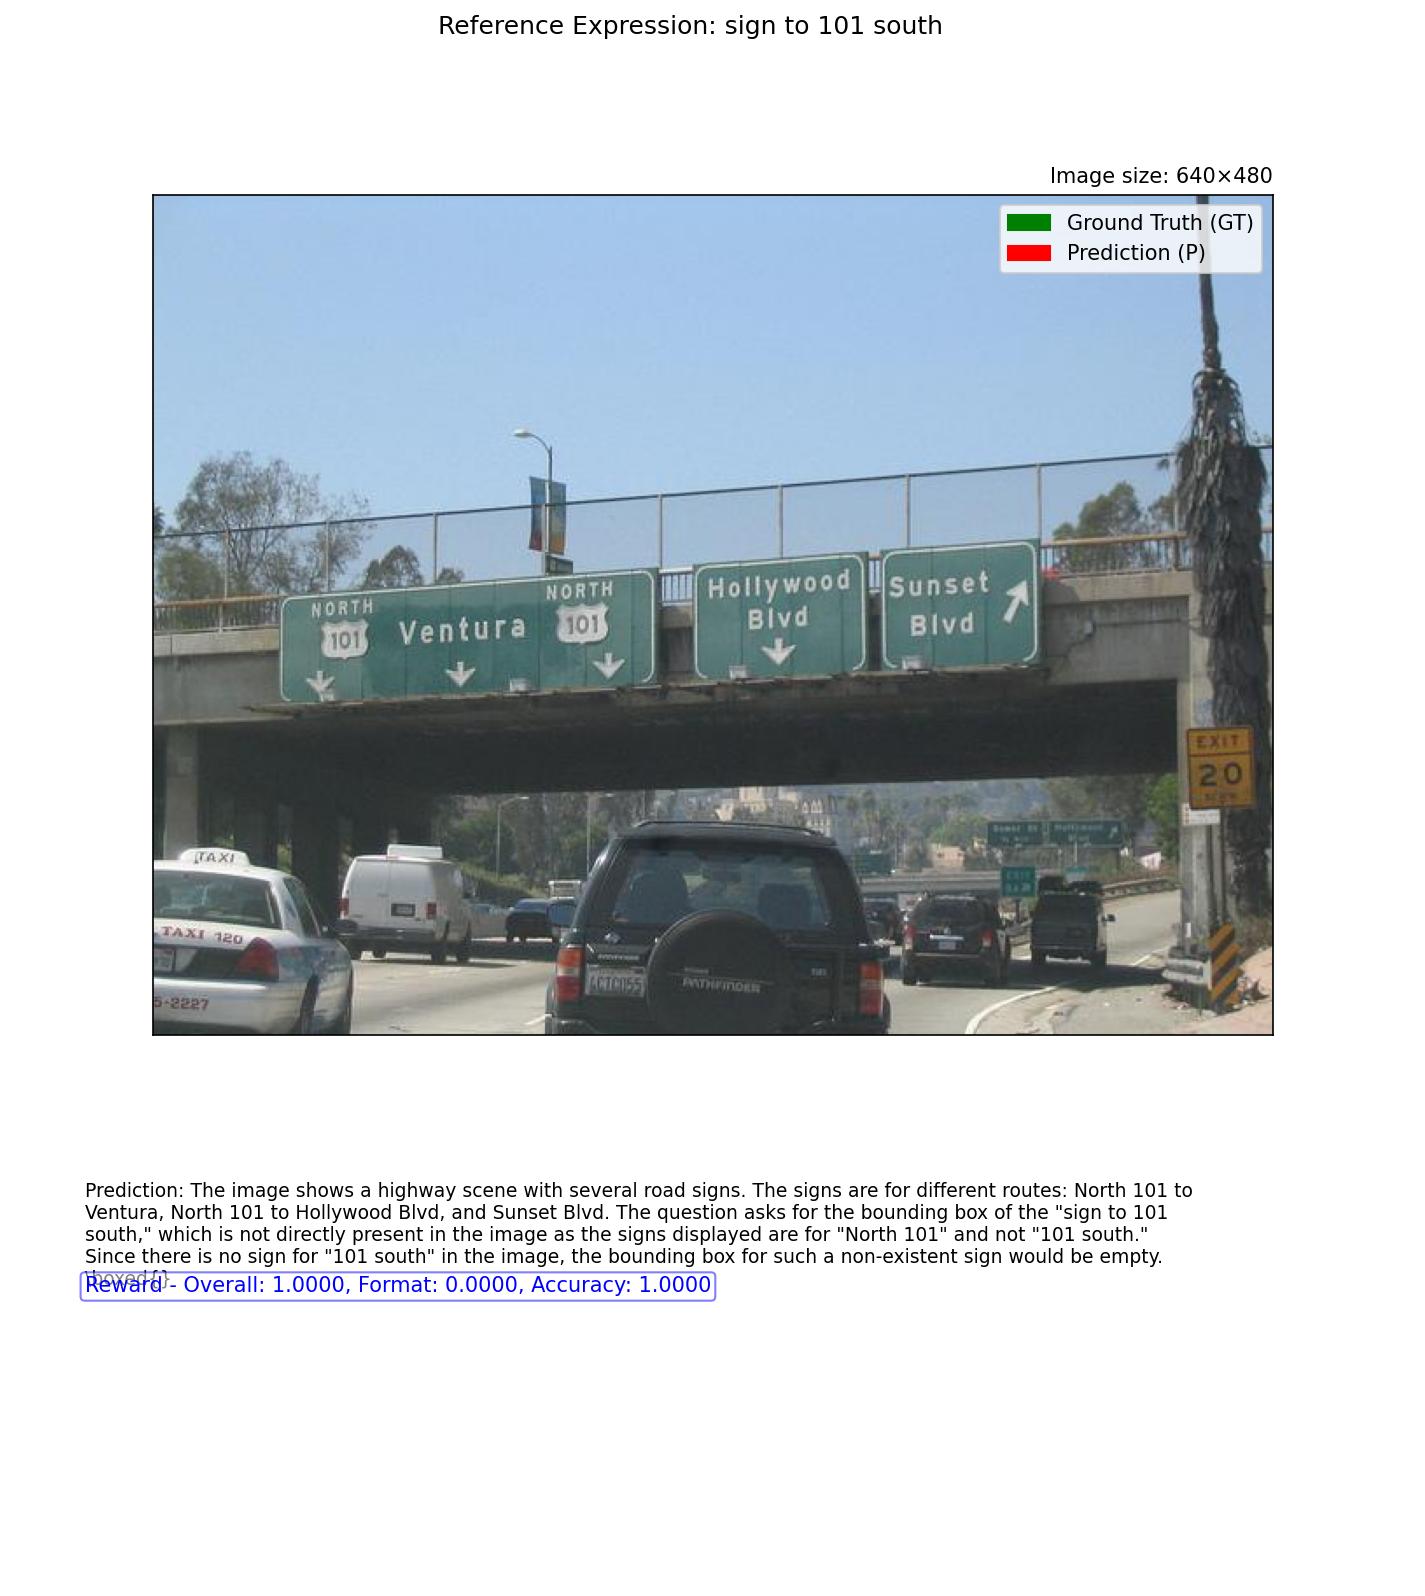 Reference Expression: sign to 101 south
Image size: 640×480
Ground Truth (GT)
Prediction (P)
NORTH
101
Ventura
NORTH
101
Hollywood
Blvd
Sunset
Blvd
EXIT
20
TAXI
TAXI 120
5-2227
PATHFINDER
EXIT
Prediction: The image shows a highway scene with several road signs. The signs are for different routes: North 101 to
Ventura, North 101 to Hollywood Blvd, and Sunset Blvd. The question asks for the bounding box of the "sign to 101
south," which is not directly present in the image as the signs displayed are for "North 101" and not "101 south."
Since there is no sign for "101 south" in the image, the bounding box for such a non-existent sign would be empty.
\boxed{}
Reward - Overall: 1.0000, Format: 0.0000, Accuracy: 1.0000